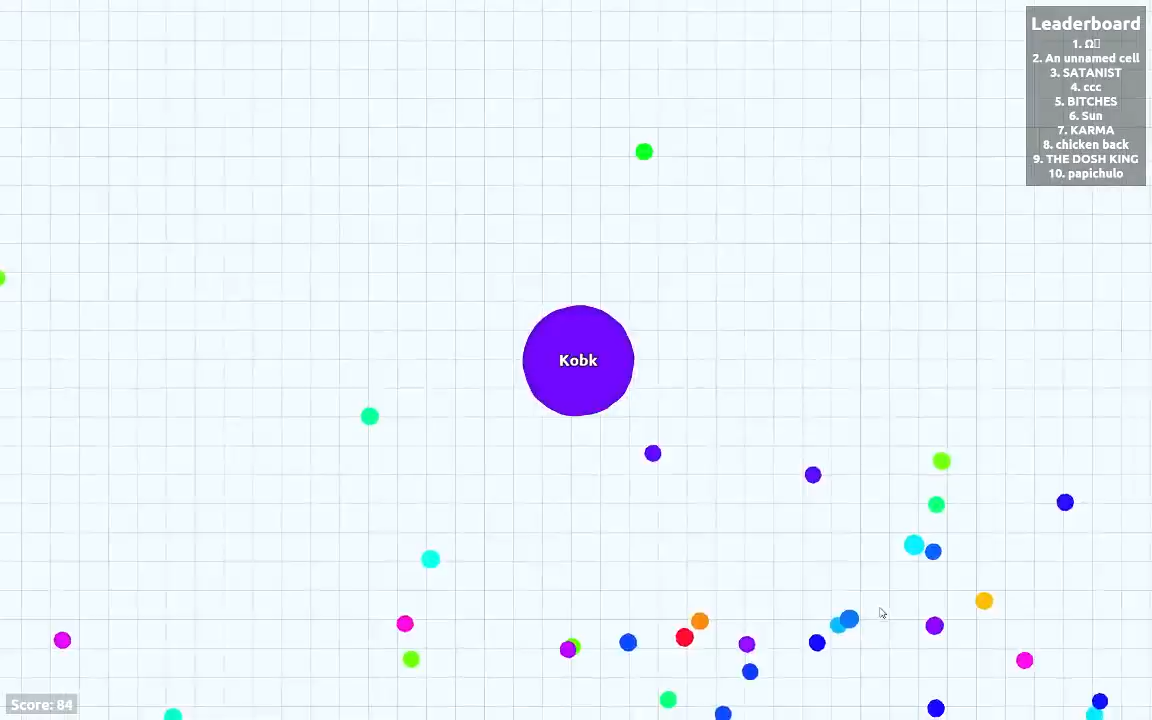 Leaderboard
1. Ω
2. An unnamed cell
3. SATANIST
4. ccc
5. BITCHES
6. Sun
7. KARMA
8. chicken back
9. THE DOSH KING
10. papichulo
Kobk
Score: 84